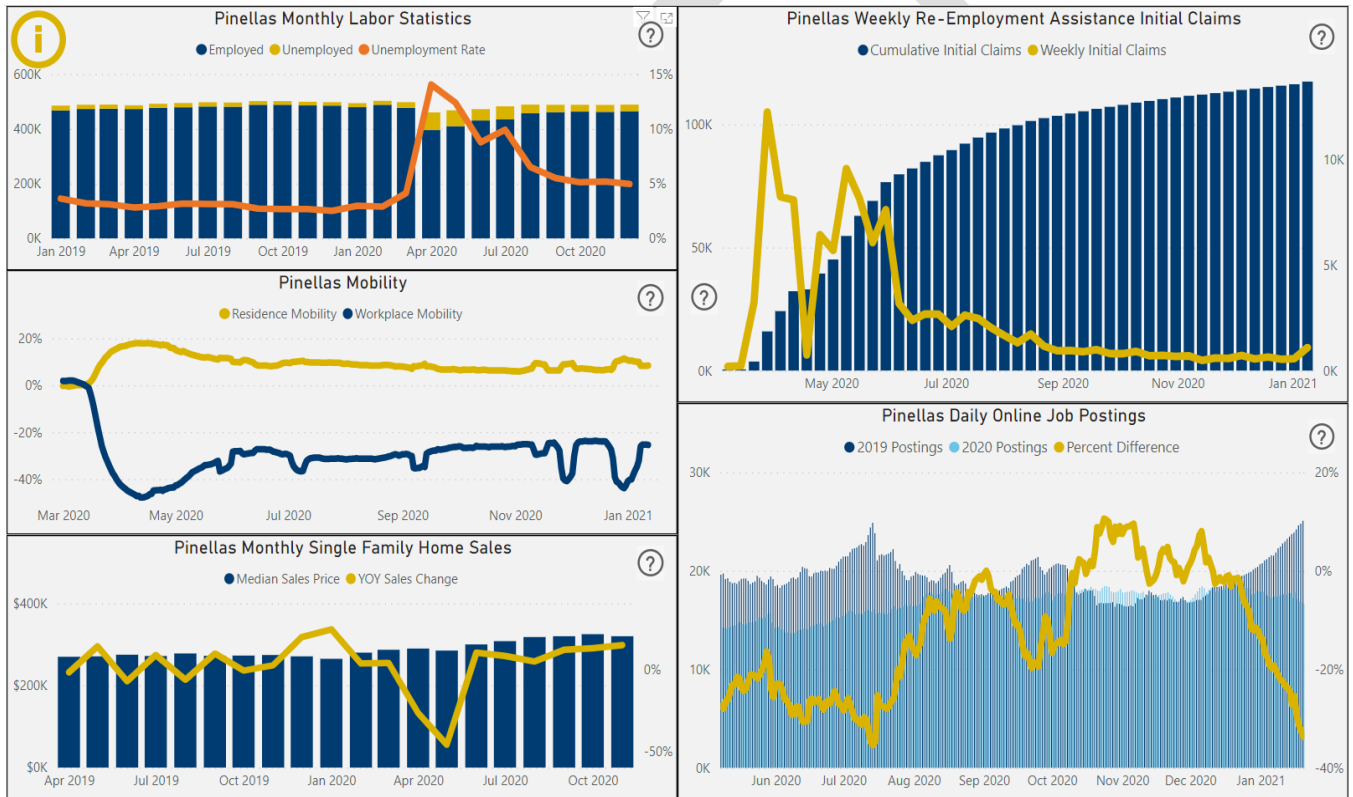 Pinellas Monthly Labor Statistics
i
?
Employed Unemployed Unemployment Rate
600K
15%
400K
10%
200K
5%
0K
0%
Jan 2019 Apr 2019 Jul 2019 Oct 2019 Jan 2020 Apr 2020 Jul 2020 Oct 2020
Pinellas Mobility
?
Residence Mobility Workplace Mobility
20%
0%
-20%
-40%
Mar 2020 May 2020 Jul 2020 Sep 2020 Nov 2020 Jan 2021
Pinellas Monthly Single Family Home Sales
?
Median Sales Price YOY Sales Change
$400K
0%
$200K
-50%
$0K
Apr 2019 Jul 2019 Oct 2019 Jan 2020 Apr 2020 Jul 2020 Oct 2020
Pinellas Weekly Re-Employment Assistance Initial Claims
?
Cumulative Initial Claims Weekly Initial Claims
100K
10K
?
50K
5K
0K
0K
May 2020 Jul 2020 Sep 2020 Nov 2020 Jan 2021
Pinellas Daily Online Job Postings
?
2019 Postings 2020 Postings Percent Difference
30K
20%
20K
0%
10K
-20%
0K
-40%
Jun 2020 Jul 2020 Aug 2020 Sep 2020 Oct 2020 Nov 2020 Dec 2020 Jan 2021